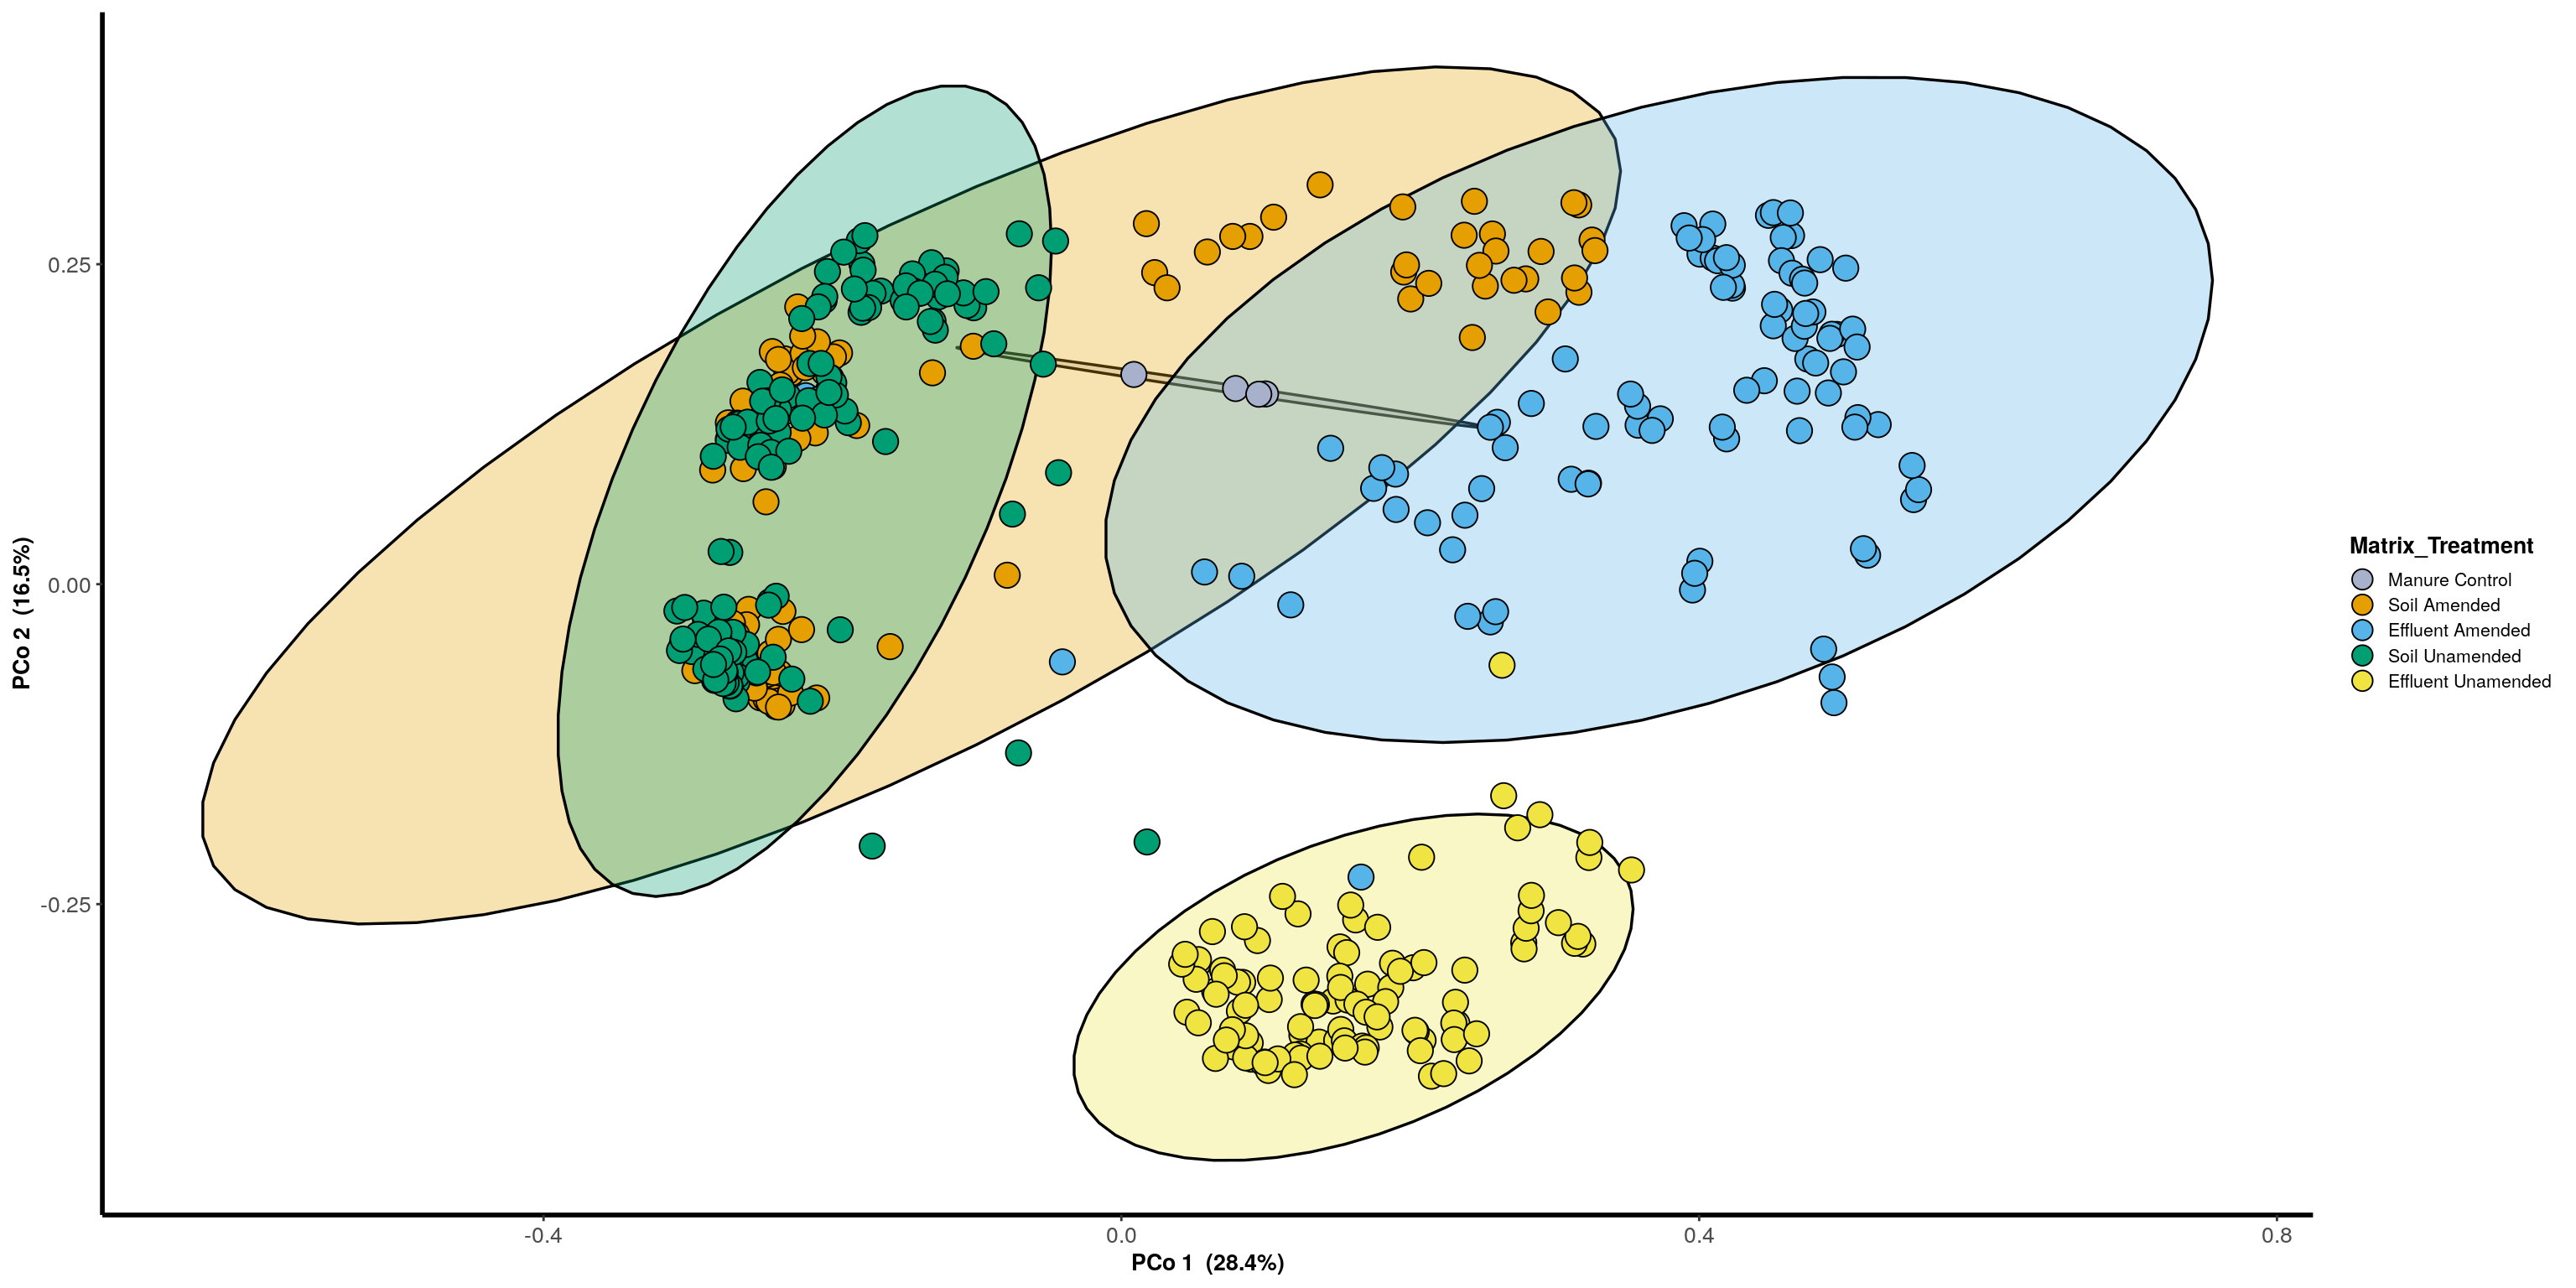 0.25
0.00
-0.25
PCo 2 (16.5%)
-0.4
0.0
0.4
0.8
PCo 1 (28.4%)
Matrix_Treatment
Manure Control
Soil Amended
Effluent Amended
Soil Unamended
Effluent Unamended